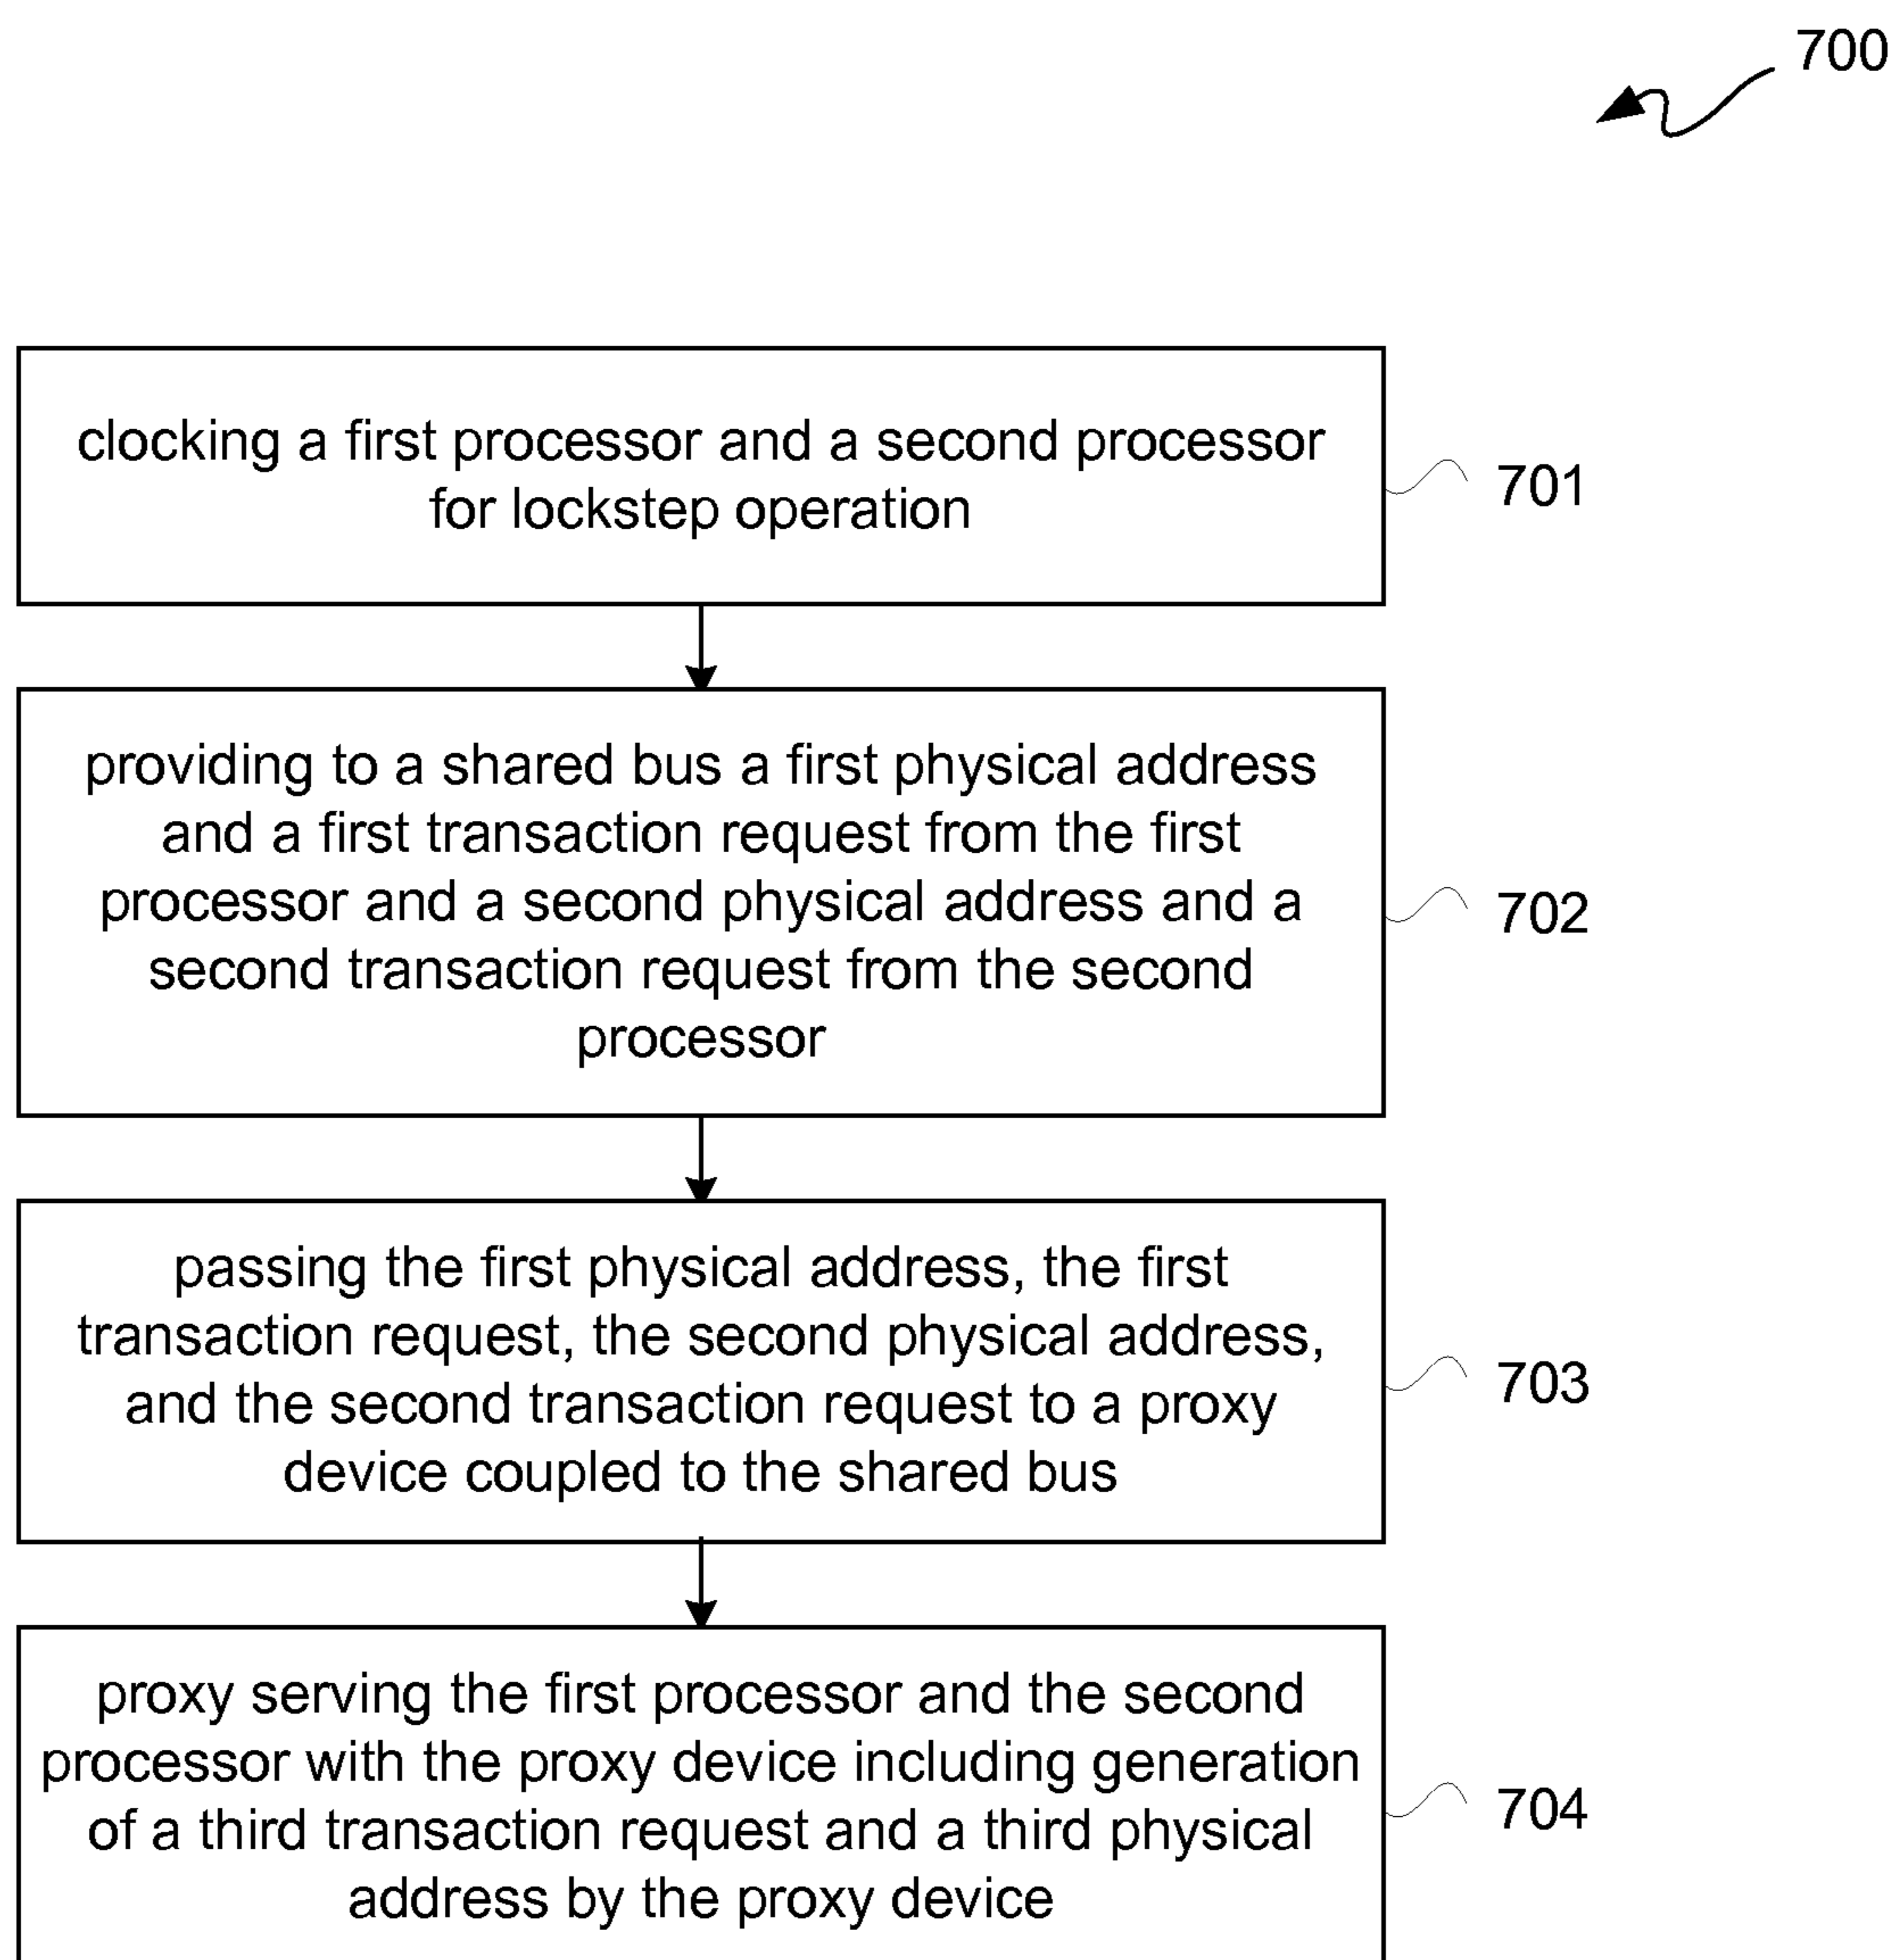 700
clocking a first processor and a second processor
for lockstep operation
701
providing to a shared bus a first physical address
and a first transaction request from the first
processor and a second physical address and a
second transaction request from the second
processor
702
passing the first physical address, the first
transaction request, the second physical address,
and the second transaction request to a proxy
device coupled to the shared bus
703
proxy serving the first processor and the second
processor with the proxy device including generation
of a third transaction request and a third physical
address by the proxy device
704